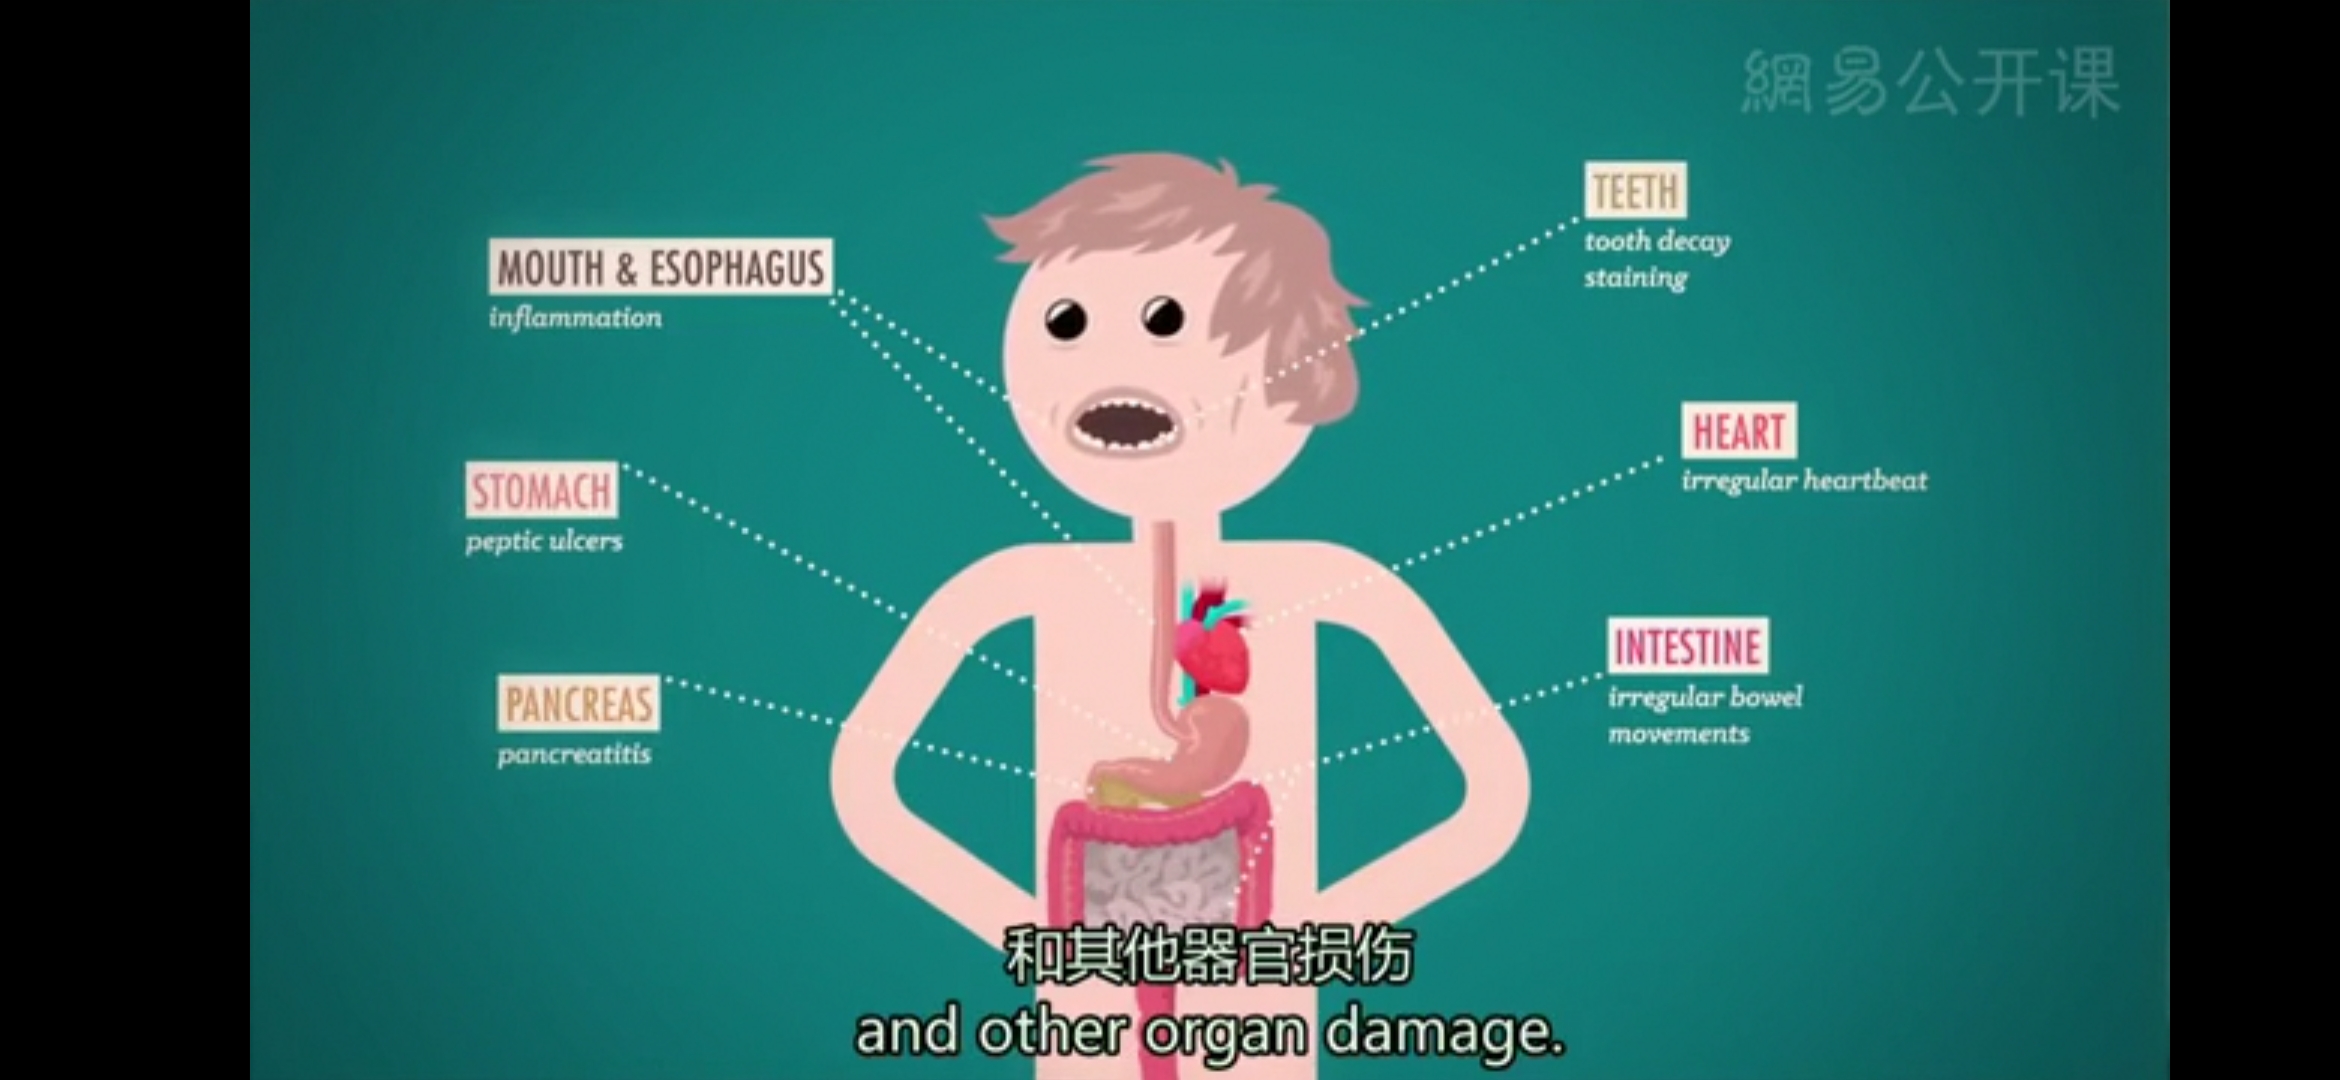 網易公开课
MOUTH & ESOPHAGUS
inflammation
STOMACH
peptic ulcers
PANCREAS
pancreatitis
TEETH
tooth decay
staining
HEART
irregular heartbeat
INTESTINE
irregular bowel
movements
和其他器官损伤
and other organ damage.